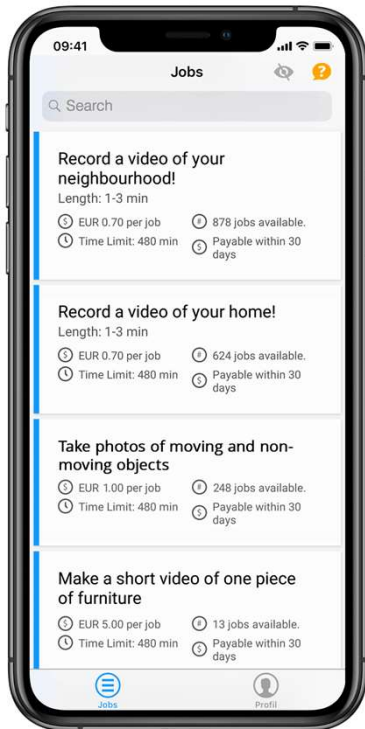 09:41
Jobs
?
Search
Record a video of your
neighbourhood!
Length: 1-3 min
$ EUR 0.70 per job
# 878 jobs available.
Time Limit: 480 min
$ Payable within 30
days
Record a video of your home!
Length: 1-3 min
$ EUR 0.70 per job
# 624 jobs available.
Time Limit: 480 min
$ Payable within 30
days
Take photos of moving and non-
moving objects
$ EUR 1.00 per job
# 248 jobs available.
Time Limit: 480 min
$ Payable within 30
days
Make a short video of one piece
of furniture
$ EUR 5.00 per job
# 13 jobs available.
Time Limit: 480 min
$ Payable within 30
days
Jobs
Profil